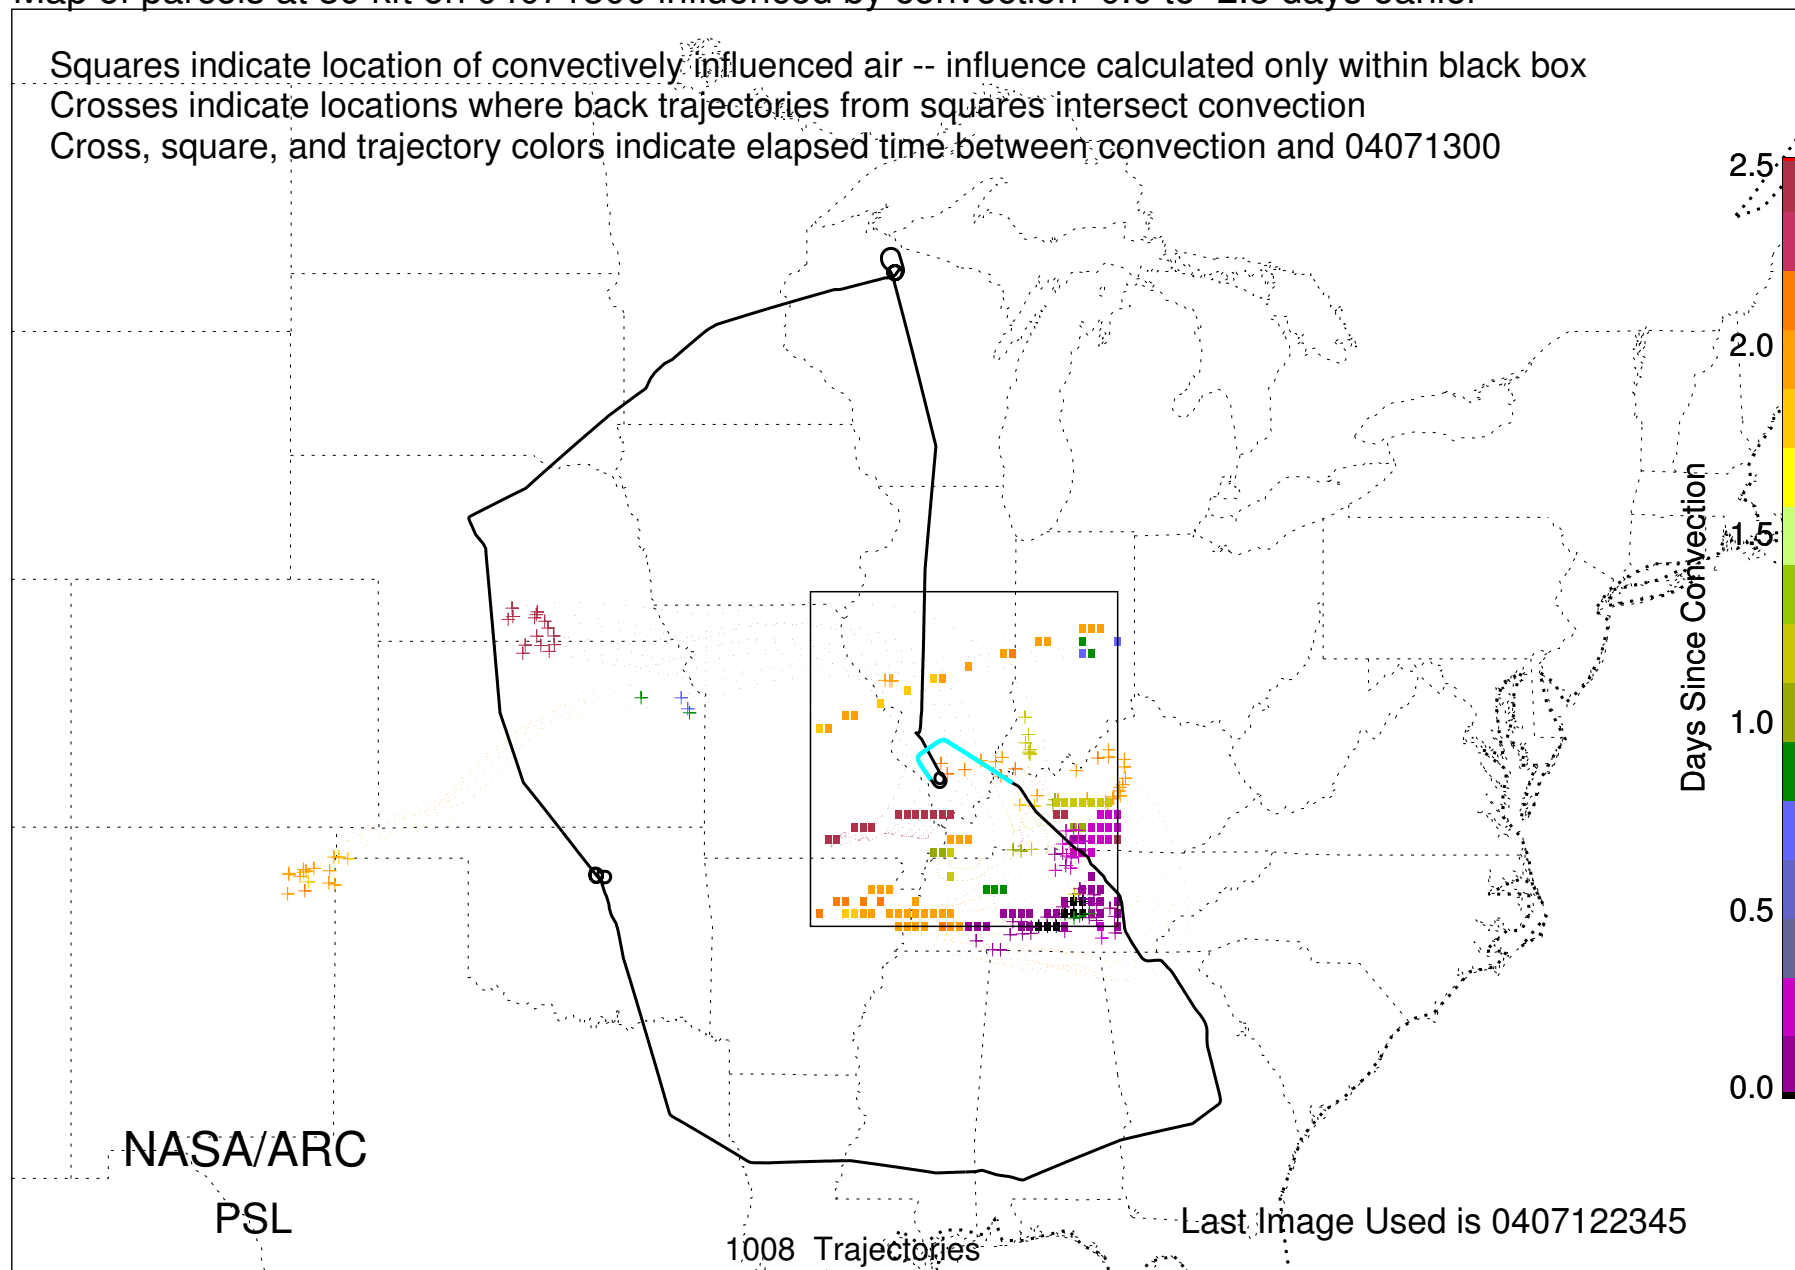 Squares indicate location of convectively influenced air -- influence calculated only within black box
Crosses indicate locations where back trajectories from squares intersect convection
Cross, square, and trajectory colors indicate elapsed time between convection and 04071300
2.5
2.0
1.5
1.0
0.5
0.0
Days Since Convection
NASA/ARC
PSL
Last Image Used is 0407122345
1008 Trajectories